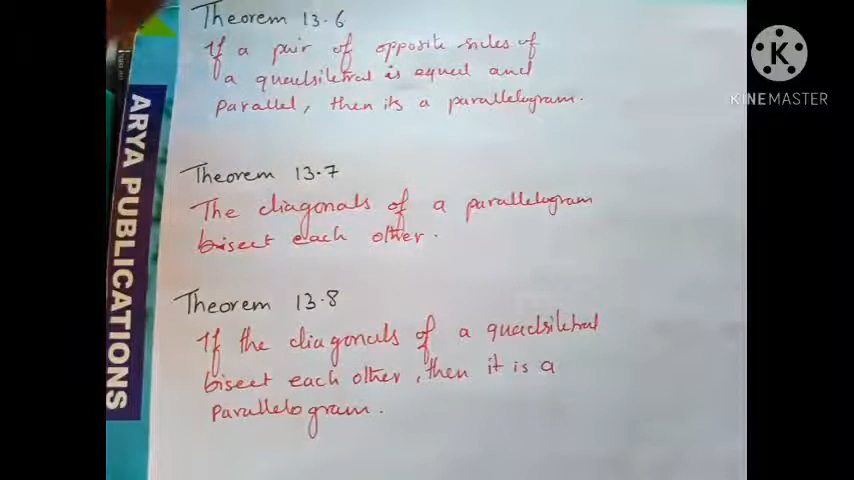 Theorem 13.6
If a pair of opposite sides of
a quadsiletral is equal and
parallel, then its a parallelogram.
Theorem 13.7
The diagonals of a parallelogram
bisect each other.
Theorem 13.8
If the diagonals of a quadsiletral
bisect each other, then it is a
parallelogram.
ARYA PUBLICATIONS
K
KINEMASTER